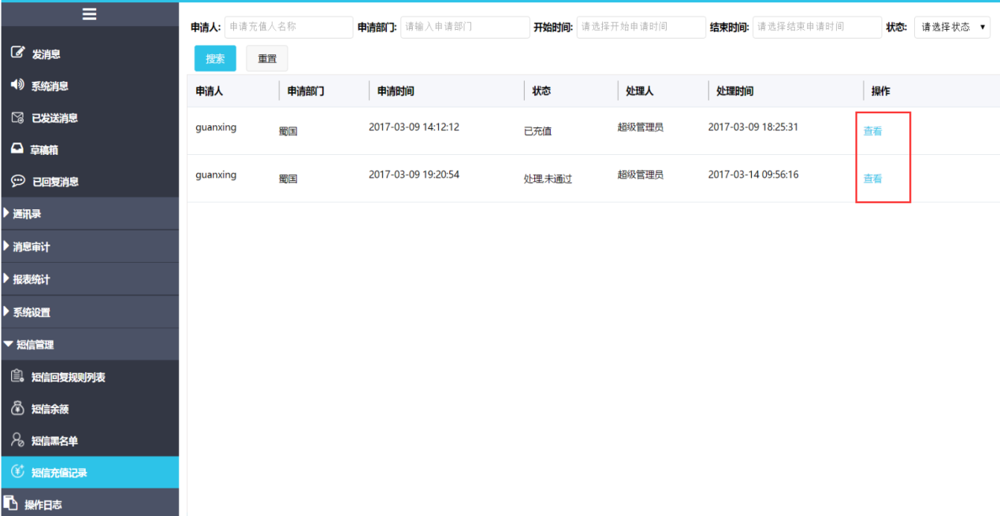 申请人: 申请充值人名称 申请部门: 请输入申请部门 开始时间: 请选择开始申请时间 结束时间: 请选择结束申请时间 状态: 请选择状态
搜索 重置
申请人 申请部门 申请时间 状态 处理人 处理时间 操作
guanxing 蜀国 2017-03-09 14:12:12 已充值 超级管理员 2017-03-09 18:25:31 查看
guanxing 蜀国 2017-03-09 19:20:54 处理,未通过 超级管理员 2017-03-14 09:56:16 查看
发消息
系统消息
已发送消息
草稿箱
已回复消息
通讯录
消息审计
报表统计
系统设置
短信管理
短信回复规则列表
短信余额
短信黑名单
短信充值记录
操作日志